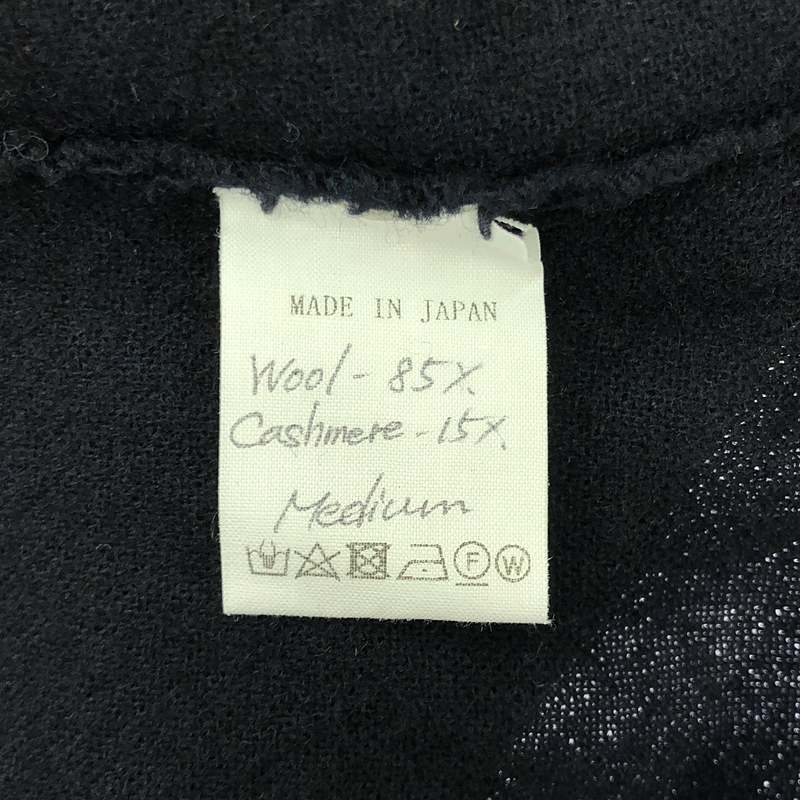 MADE IN JAPAN
Wool - 85%
Cashmere - 15%
Medium
F W